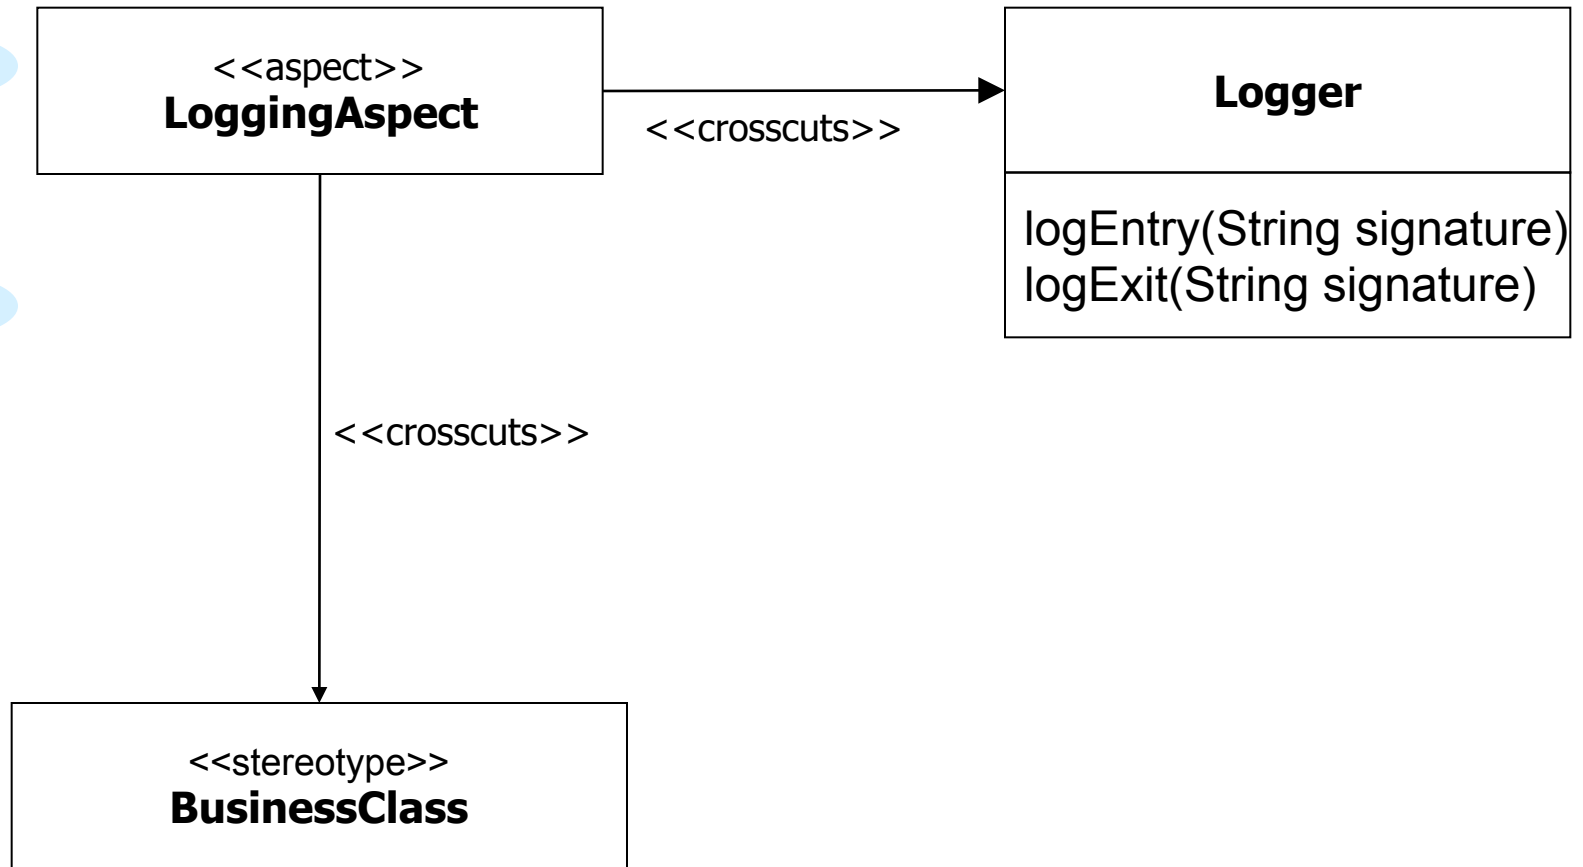 <<aspect>>
LoggingAspect
<<crosscuts>>
Logger
logEntry(String signature)
logExit(String signature)
<<crosscuts>>
<<stereotype>>
BusinessClass